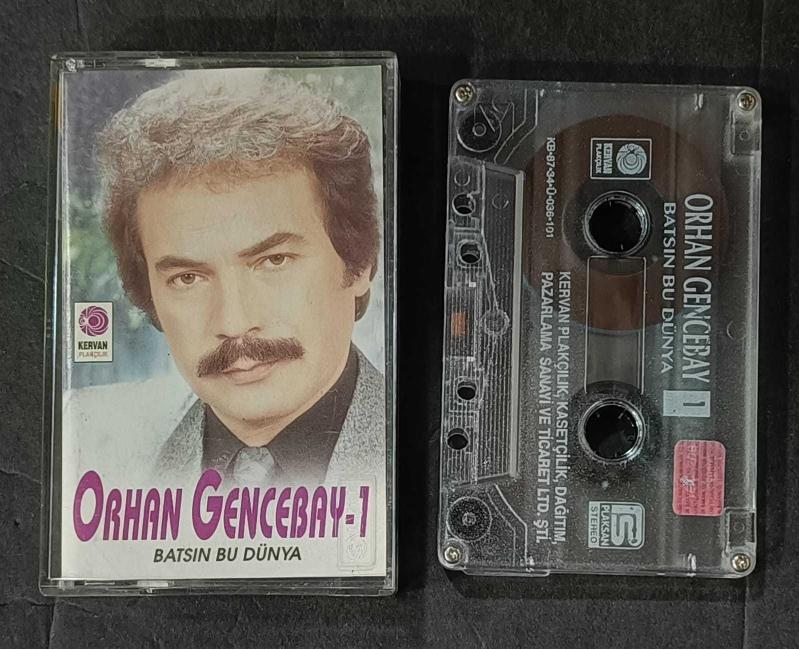 KERVAN
PLAKÇILIK
ORHAN GENCEBAY-1
BATSIN BU DÜNYA
KERVAN
PLAKÇILIK
ORHAN GENCEBAY 1
BATSIN BU DÜNYA
KB•87•34•Ü•036•101
KERVAN PLAKÇILIK, KASETÇİLİK, DAĞITIM,
PAZARLAMA SANAYİ VE TİCARET LTD. ŞTİ.
PLAKSAN
STEREO